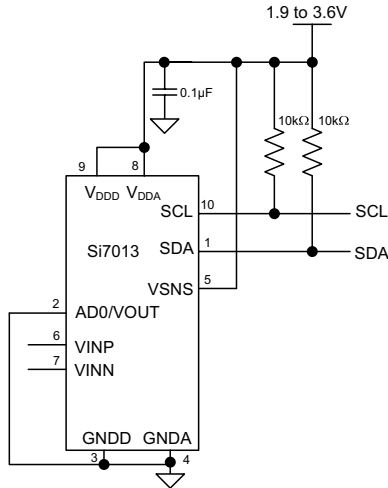 1.9 to 3.6V
0.1µF
10kΩ 10kΩ
9 8
VDDD VDDA
SCL 10 SCL
Si7013
SDA 1 SDA
VSNS 5
2 AD0/VOUT
6 VINP
7 VINN
GNDD GNDA
3 4